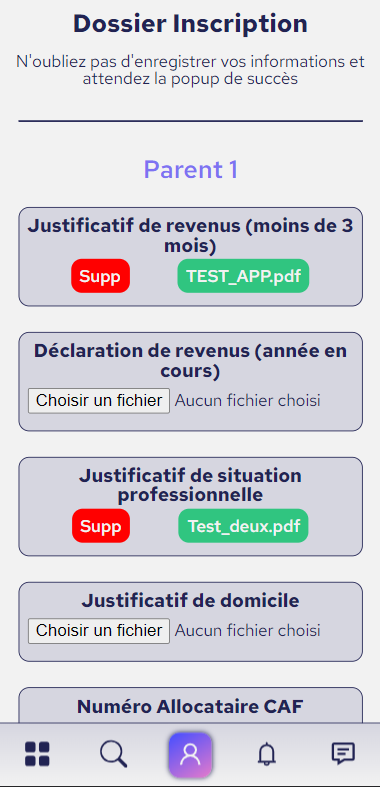 Dossier Inscription
N'oubliez pas d'enregistrer vos informations et
attendez la popup de succès
Parent 1
Justificatif de revenus (moins de 3
mois)
Supp TEST_APP.pdf
Déclaration de revenus (année en
cours)
Choisir un fichier Aucun fichier choisi
Justificatif de situation
professionnelle
Supp Test_deux.pdf
Justificatif de domicile
Choisir un fichier Aucun fichier choisi
Numéro Allocataire CAF